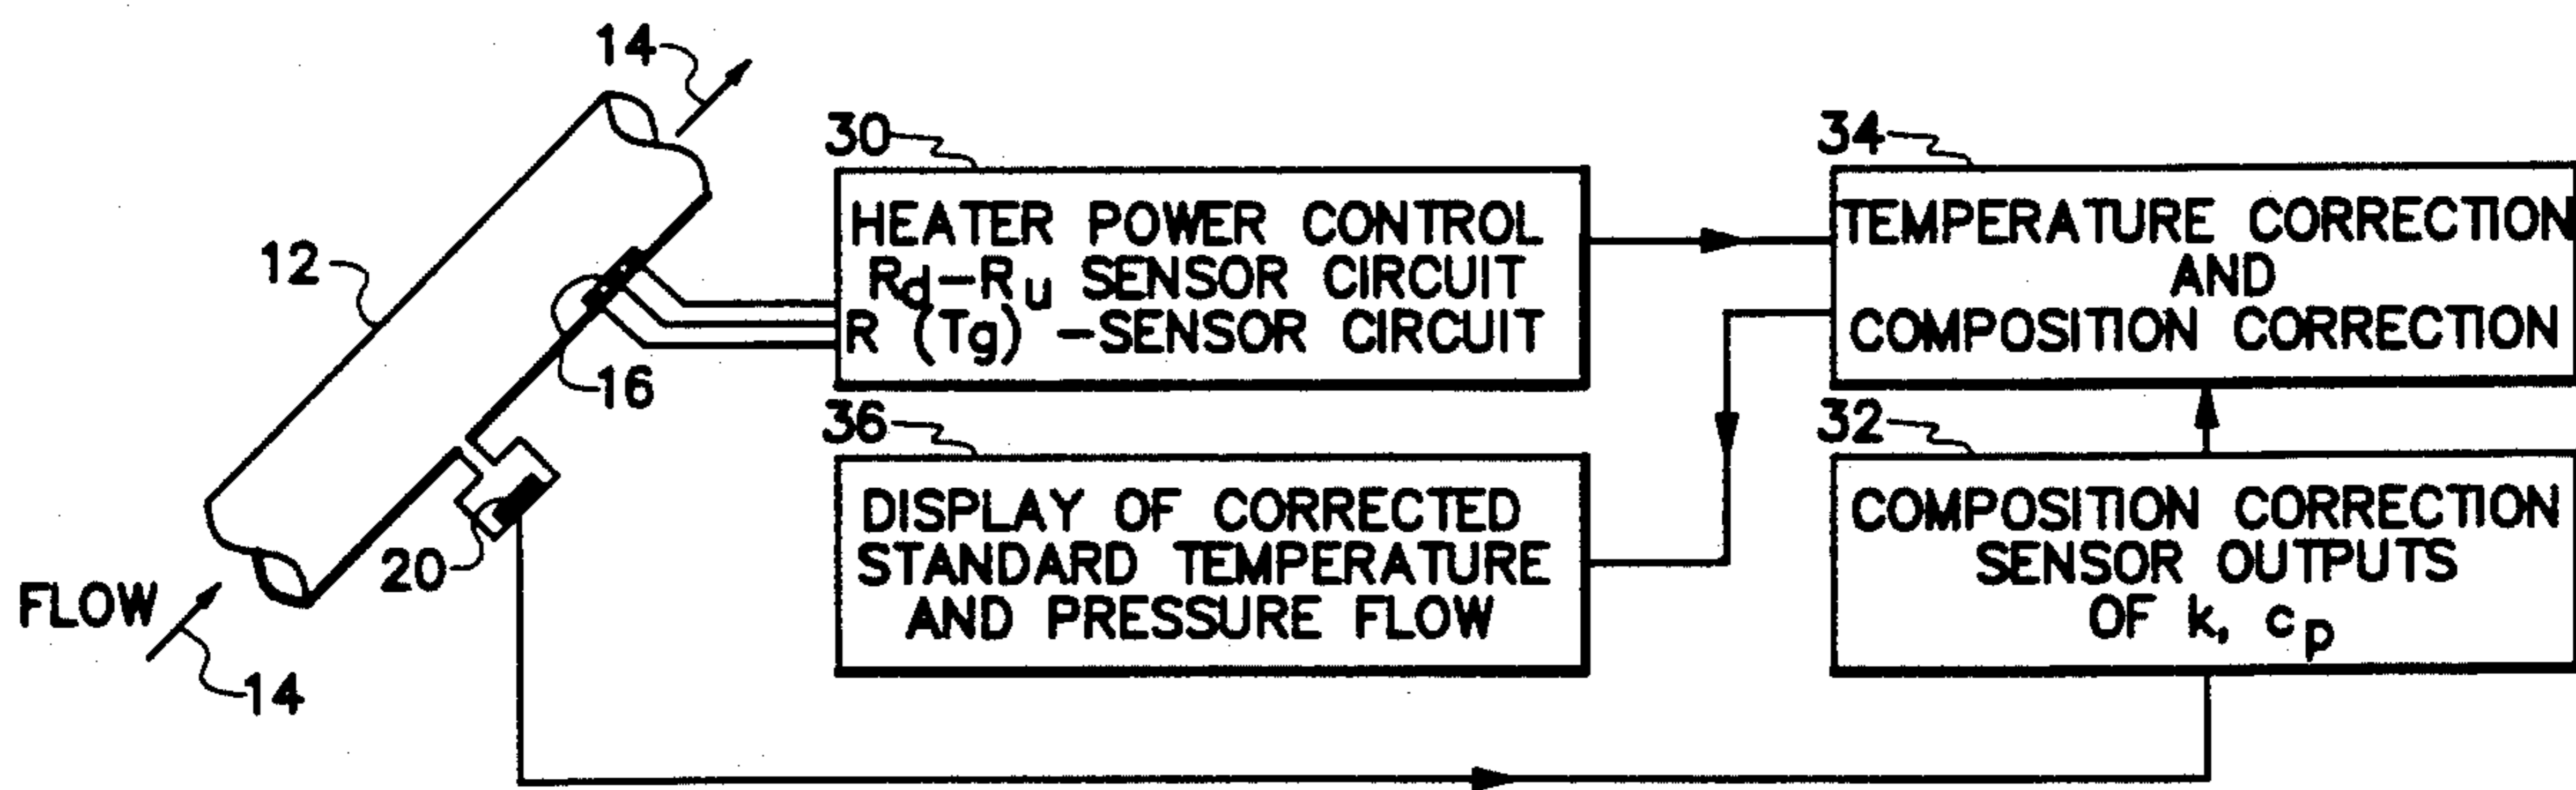 14
12
16
20
FLOW
14
30
HEATER POWER CONTROL
Rd-Ru SENSOR CIRCUIT
R (Tg) -SENSOR CIRCUIT
34
TEMPERATURE CORRECTION
AND
COMPOSITION CORRECTION
36
DISPLAY OF CORRECTED
STANDARD TEMPERATURE
AND PRESSURE FLOW
32
COMPOSITION CORRECTION
SENSOR OUTPUTS
OF k, cp